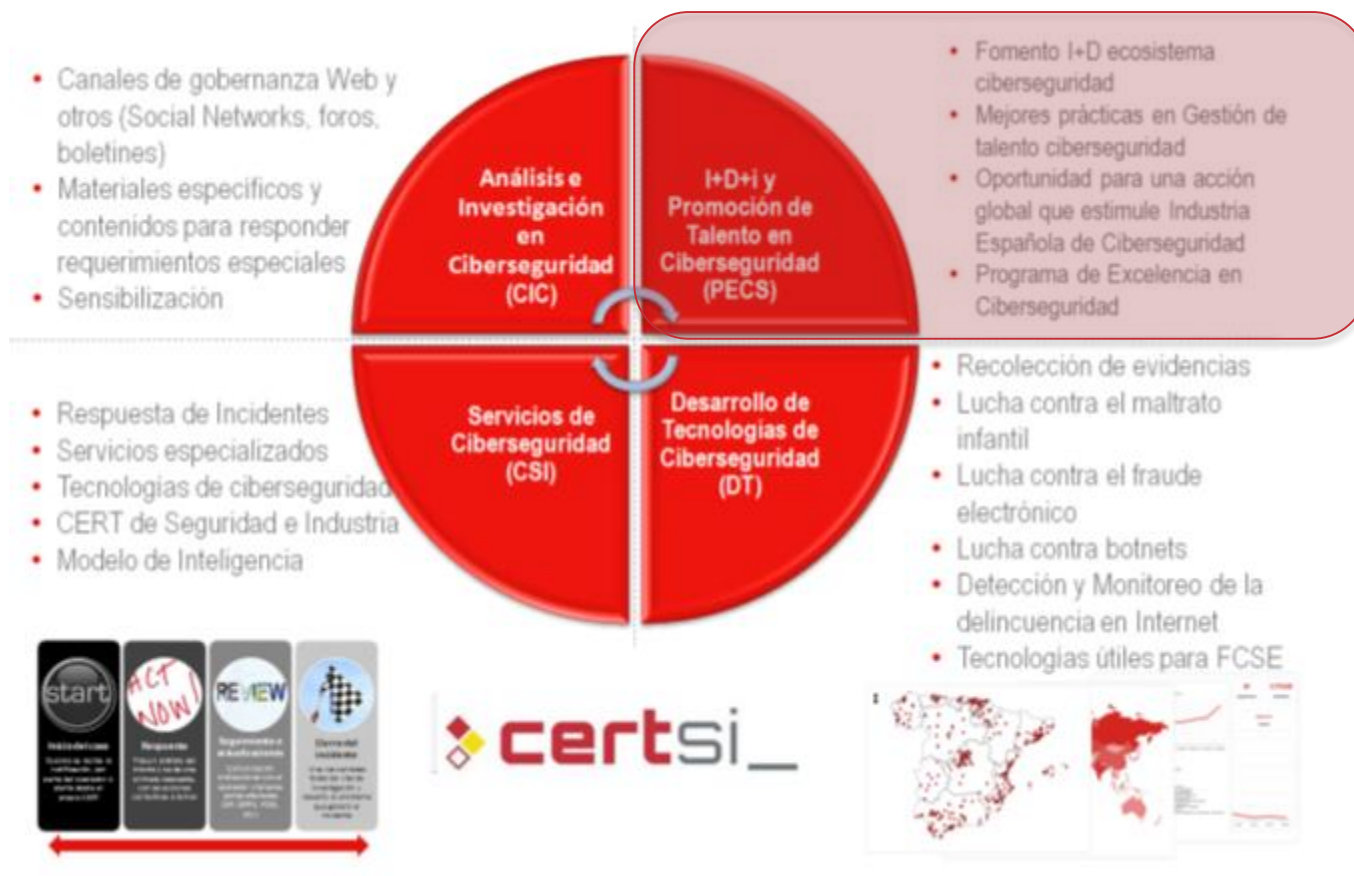 • Canales de gobernanza Web y
otros (Social Networks, foros,
boletines)
• Materiales específicos y
contenidos para responder
requerimientos especiales
• Sensibilización
Análisis e
Investigación
en
Ciberseguridad
(CIC)
I+D+i y
Promoción de
Talento en
Ciberseguridad
(PECS)
• Fomento I+D ecosistema
ciberseguridad
• Mejores prácticas en Gestión de
talento ciberseguridad
• Oportunidad para una acción
global que estimule Industria
Española de Ciberseguridad
• Programa de Excelencia en
Ciberseguridad
• Respuesta de Incidentes
• Servicios especializados
• Tecnologías de ciberseguridad
• CERT de Seguridad e Industria
• Modelo de Inteligencia
Servicios de
Ciberseguridad
(CSI)
Desarrollo de
Tecnologías de
Ciberseguridad
(DT)
• Recolección de evidencias
• Lucha contra el maltrato
infantil
• Lucha contra el fraude
electrónico
• Lucha contra botnets
• Detección y Monitoreo de la
delincuencia en Internet
• Tecnologías útiles para FCSE
start
ACT
NOW!
REVIEW
Respuesta
certsi_